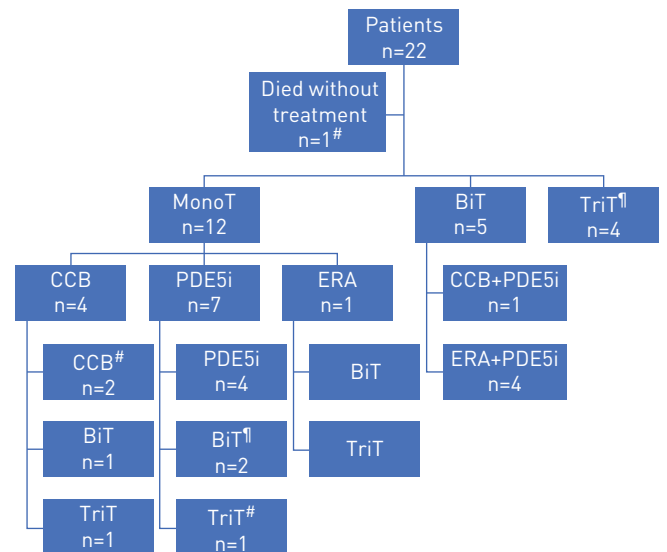 Patients
n=22
Died without
treatment
n=1#
MonoT
n=12
BiT
n=5
TriT¶
n=4
CCB
n=4
PDE5i
n=7
ERA
n=1
CCB+PDE5i
n=1
CCB#
n=2
PDE5i
n=4
BiT
ERA+PDE5i
n=4
BiT
n=1
BiT¶
n=2
TriT
TriT
n=1
TriT#
n=1